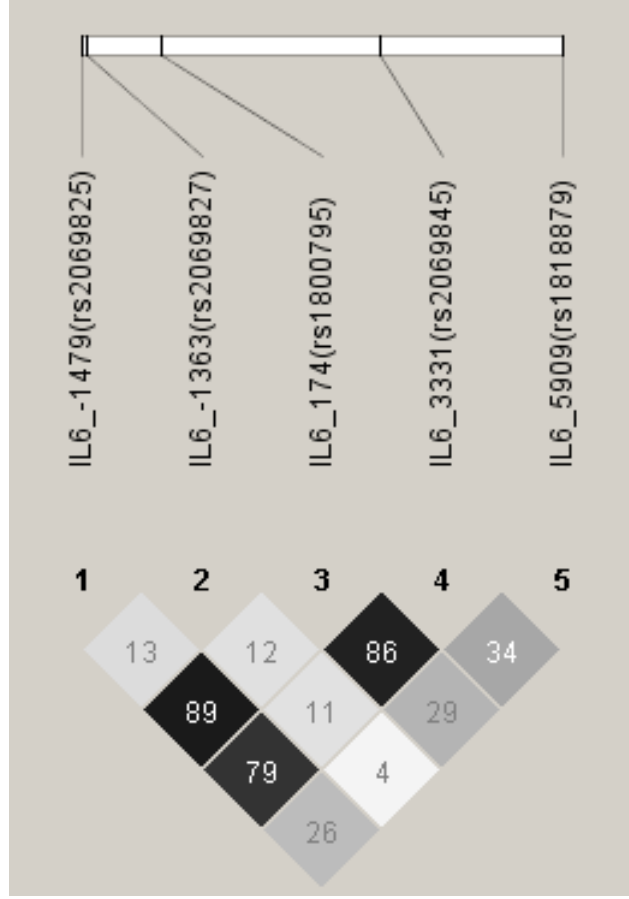 IL6_-1479(rs2069825)
IL6_-1363(rs2069827)
IL6_174(rs1800795)
IL6_3331(rs2069845)
IL6_5909(rs1818879)
1 2 3 4 5
13 12 86 34
89 11 29
79 4
26